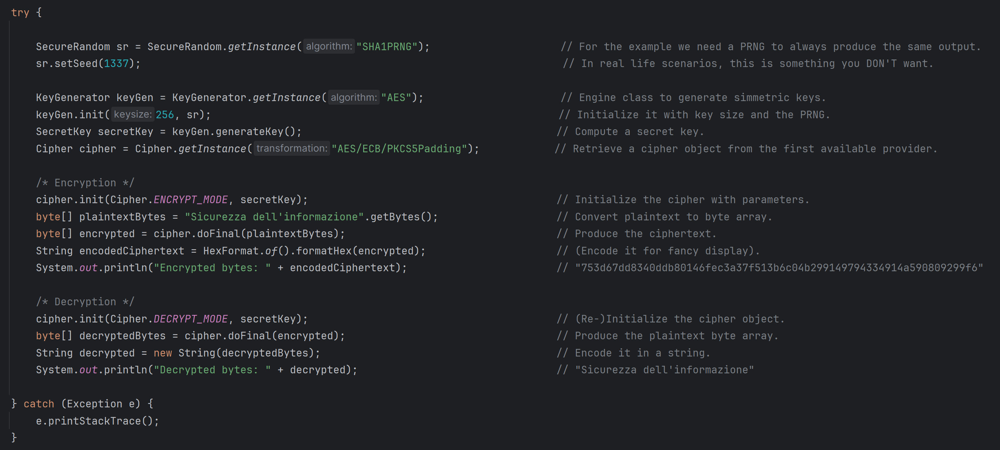 try {
SecureRandom sr = SecureRandom.getInstance( algorithm: "SHA1PRNG"); // For the example we need a PRNG to always produce the same output.
sr.setSeed(1337); // In real life scenarios, this is something you DON'T want.
KeyGenerator keyGen = KeyGenerator.getInstance( algorithm: "AES"); // Engine class to generate simmetric keys.
keyGen.init( keysize: 256, sr); // Initialize it with key size and the PRNG.
SecretKey secretKey = keyGen.generateKey(); // Compute a secret key.
Cipher cipher = Cipher.getInstance( transformation: "AES/ECB/PKCS5Padding"); // Retrieve a cipher object from the first available provider.
/* Encryption */
cipher.init(Cipher.ENCRYPT_MODE, secretKey); // Initialize the cipher with parameters.
byte[] plaintextBytes = "Sicurezza dell'informazione".getBytes(); // Convert plaintext to byte array.
byte[] encrypted = cipher.doFinal(plaintextBytes); // Produce the ciphertext.
String encodedCiphertext = HexFormat.of().formatHex(encrypted); // (Encode it for fancy display).
System.out.println("Encrypted bytes: " + encodedCiphertext); // "753d67dd8340ddb80146fec3a37f513b6c04b299149794334914a590809299f6"
/* Decryption */
cipher.init(Cipher.DECRYPT_MODE, secretKey); // (Re-)Initialize the cipher object.
byte[] decryptedBytes = cipher.doFinal(encrypted); // Produce the plaintext byte array.
String decrypted = new String(decryptedBytes); // Encode it in a string.
System.out.println("Decrypted bytes: " + decrypted); // "Sicurezza dell'informazione"
} catch (Exception e) {
e.printStackTrace();
}